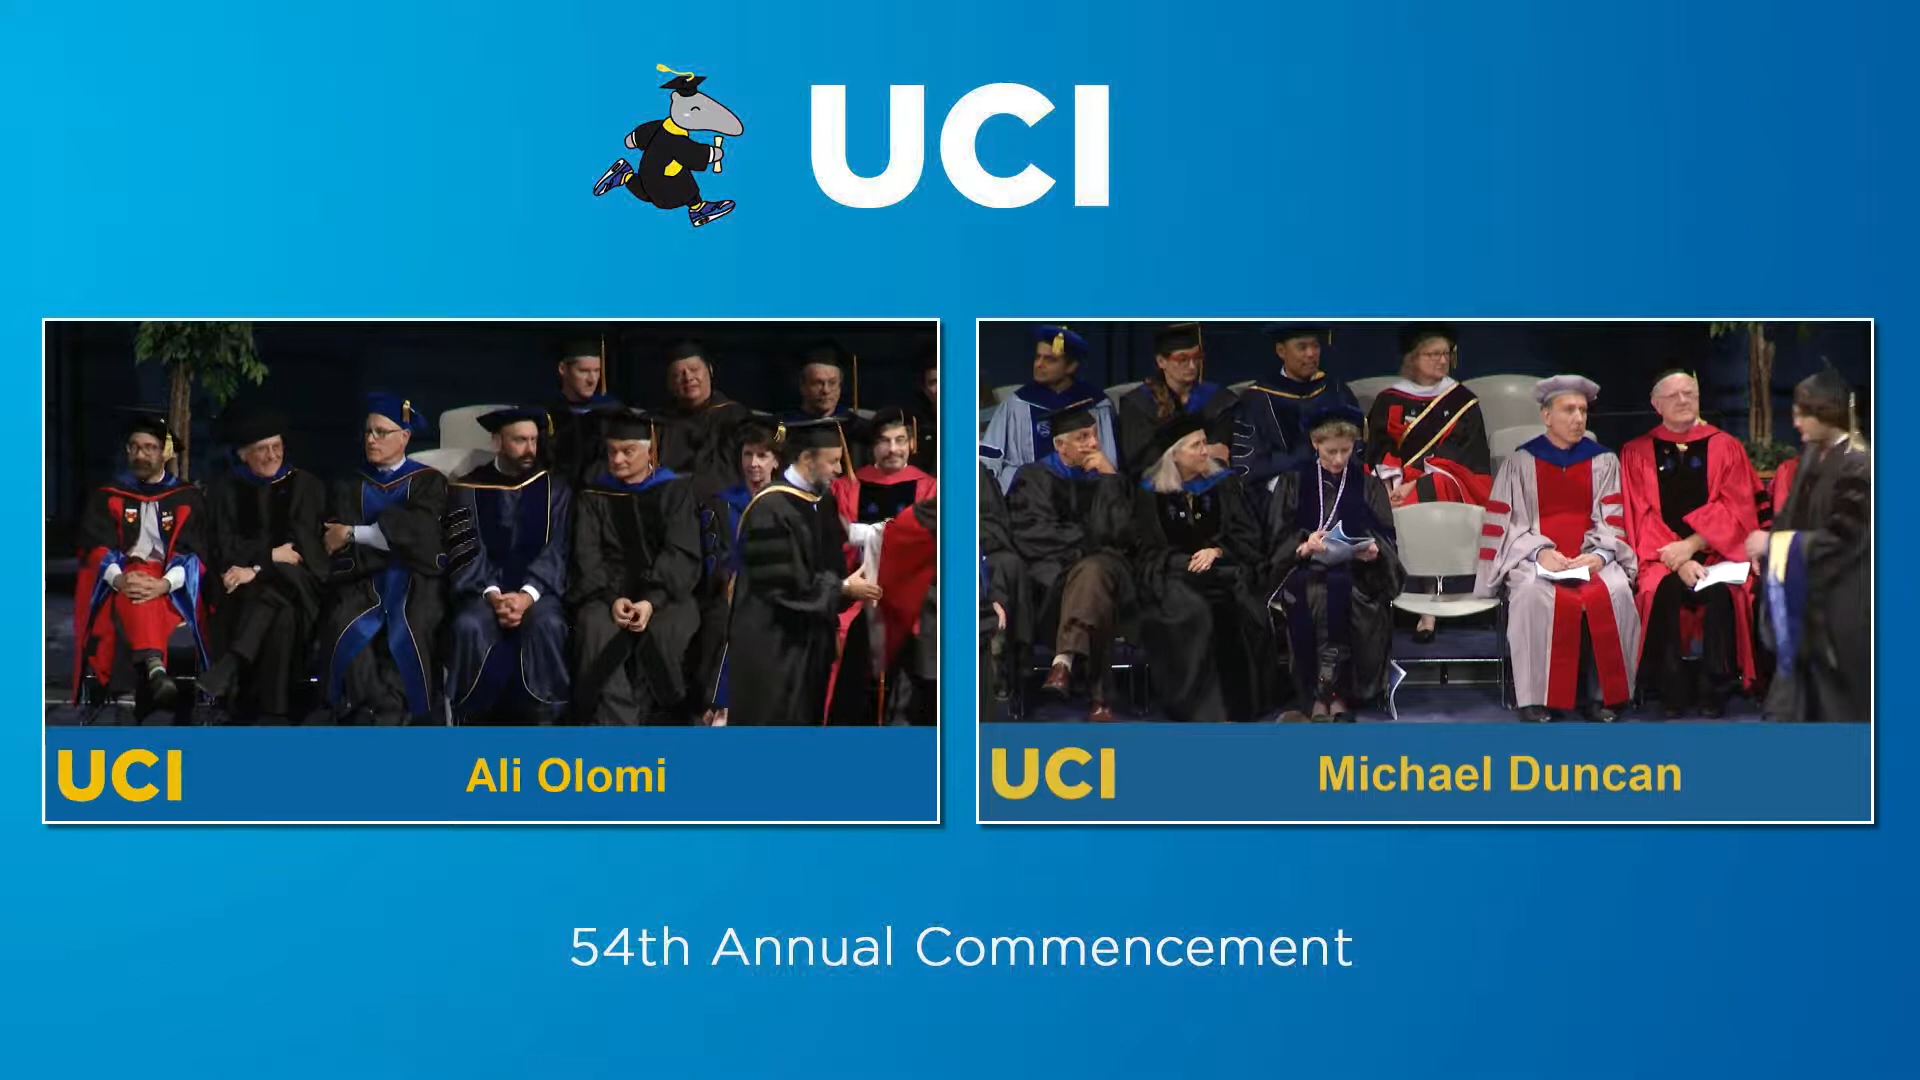 UCI
UCI
Ali Olomi
UCI
Michael Duncan
54th Annual Commencement